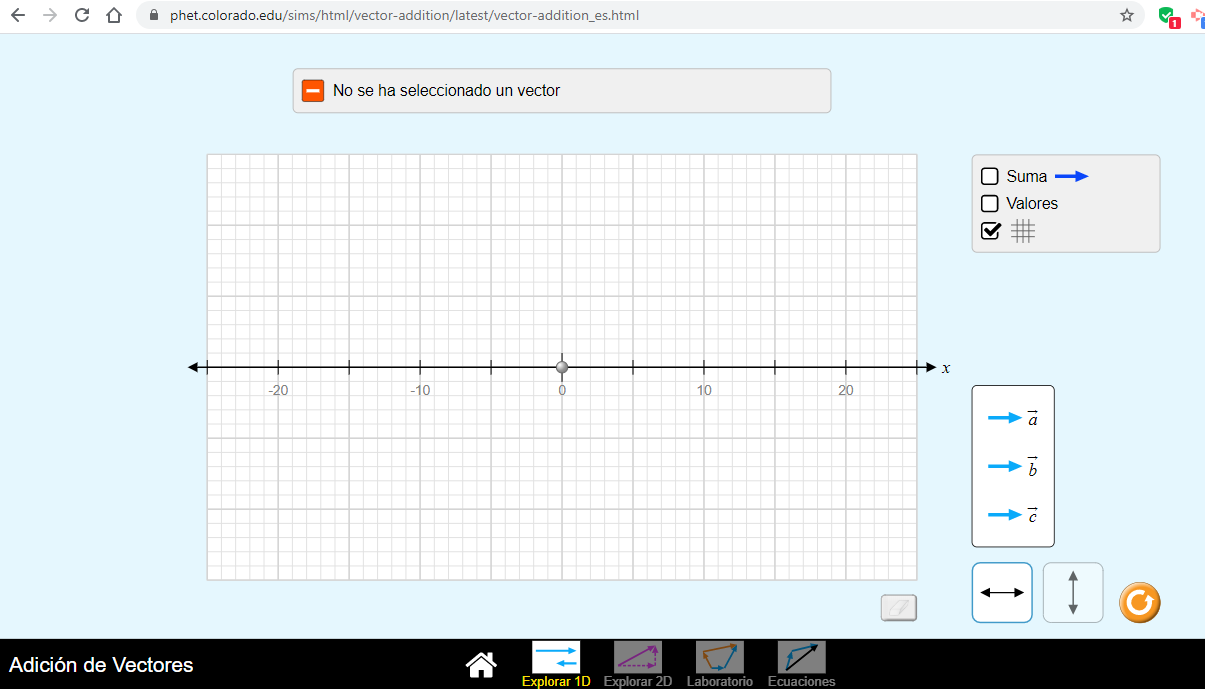 phet.colorado.edu/sims/html/vector-addition/latest/vector-addition_es.html
1
No se ha seleccionado un vector
Suma
Valores
-20 -10 0 10 20
x
a
b
c
Adición de Vectores
Explorar 1D Explorar 2D Laboratorio Ecuaciones